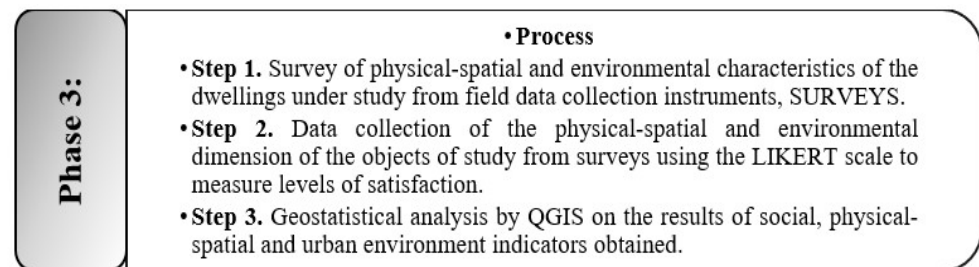 Phase 3:
• Process
• Step 1. Survey of physical-spatial and environmental characteristics of the
dwellings under study from field data collection instruments, SURVEYS.
• Step 2. Data collection of the physical-spatial and environmental
dimension of the objects of study from surveys using the LIKERT scale to
measure levels of satisfaction.
• Step 3. Geostatistical analysis by QGIS on the results of social, physical-
spatial and urban environment indicators obtained.